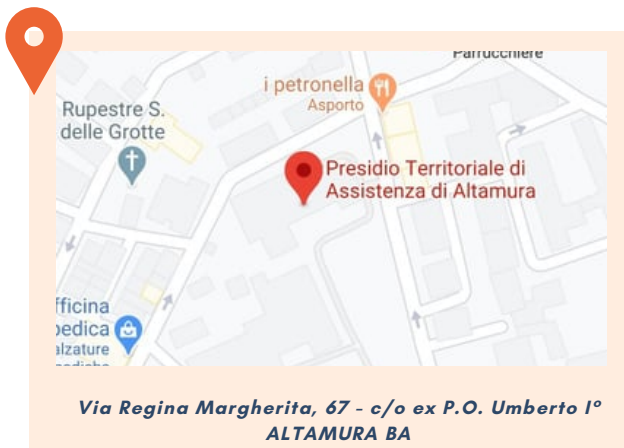 Parrucchiere
i petronella
Asporto
Rupestre S.
delle Grotte
Presidio Territoriale di
Assistenza di Altamura
fficina
pedica
alzature
Via Regina Margherita, 67 - c/o ex P.O. Umberto I°
ALTAMURA BA